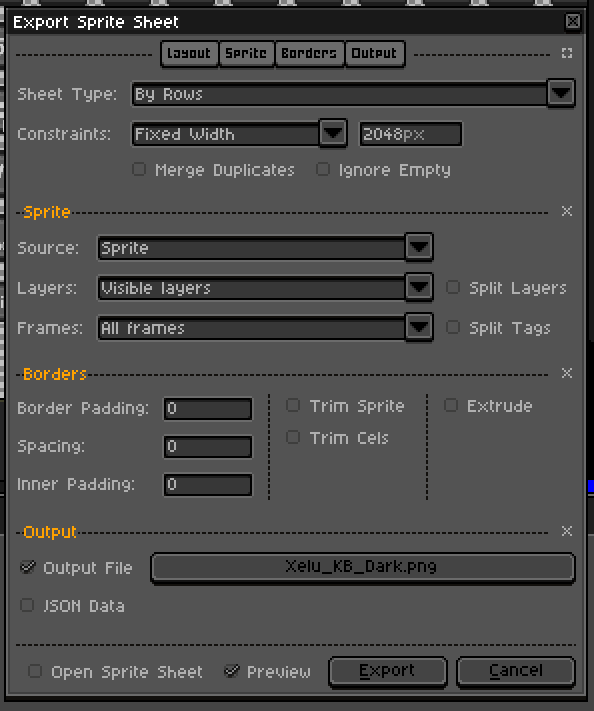 Export Sprite Sheet
Layout Sprite Borders Output
Sheet Type: By Rows
Constraints: Fixed Width 2048px
Merge Duplicates Ignore Empty
Sprite
Source: Sprite
Layers: Visible layers Split Layers
Frames: All frames Split Tags
Borders
Border Padding: 0 Trim Sprite Extrude
Trim Cels
Spacing: 0
Inner Padding: 0
Output
Output File Xelu_KB_Dark.png
JSON Data
Open Sprite Sheet Preview Export Cancel